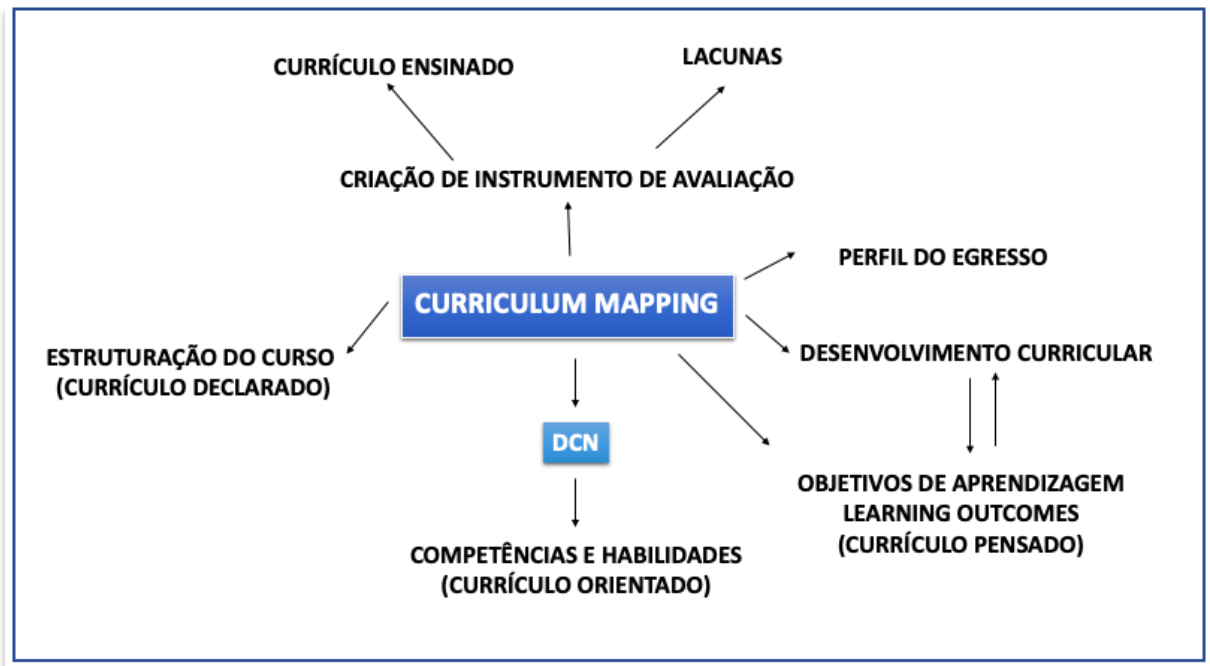 CURRÍCULO ENSINADO
LACUNAS
CRIAÇÃO DE INSTRUMENTO DE AVALIAÇÃO
PERFIL DO EGRESSO
CURRICULUM MAPPING
ESTRUTURAÇÃO DO CURSO
(CURRÍCULO DECLARADO)
DESENVOLVIMENTO CURRICULAR
DCN
OBJETIVOS DE APRENDIZAGEM
LEARNING OUTCOMES
(CURRÍCULO PENSADO)
COMPETÊNCIAS E HABILIDADES
(CURRÍCULO ORIENTADO)